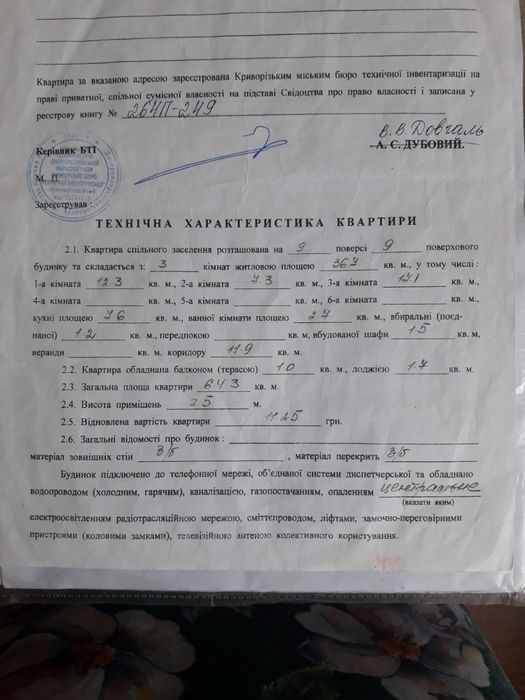 Квартира за вказаною адресою зареєстрована Криворізьким міським бюро технічної інвентаризації на
праві приватної, спільної сумісної власності на підставі Свідоцтва про право власності і записана у
реєстрову книгу № 264П-249
В. В. Довгаль
Керівник БТІ А. Є. ДУБОВИЙ.
М. П.
Зареєстрував :
ТЕХНІЧНА ХАРАКТЕРИСТИКА КВАРТИРИ
2.1. Квартира спільного заселення розташована на 9 поверсі 9 поверхового
будинку та складається з: 3 кімнат житловою площею 36.7 кв. м., у тому числі :
1-а кімната 12.3 кв. м., 2-а кімната 7.3 кв. м., 3-я кімната 17.1 кв. м.,
4-а кімната кв. м., 5-а кімната кв. м., 6-а кімната кв. м.,
кухні площею 7.6 кв. м., ванної кімнати площею 2.7 кв. м., вбиральні (поєд-
наної) 1.2 кв. м., передпокою кв. м., вбудованої шафи 1.5 кв. м,
веранди кв. м. коридору 11.9 кв. м.
2.2. Квартира обладнана балконом (терасою) 1.0 кв. м., лоджією 1.7 кв. м.
2.3. Загальна площа квартири 64.3 кв. м.
2.4. Висота приміщень 2.5 м.
2.5. Відновлена вартість квартири 11.25 грн.
2.6. Загальні відомості про будинок :
матеріал зовнішніх стін З/б , матеріал перекрить З/б
Будинок підключено до телефонної мережі, об'єднаної системи диспетчерської та обладнано
водопроводом (холодним, гарячим), каналізацією, газопостачанням, опаленням центральне
(вказати яким)
електроосвітленням радіотрасляційною мережою, сміттєпроводом, ліфтами, замочно-переговорними
пристроями (кодовими замками), телевізійною антеною колективного користування.